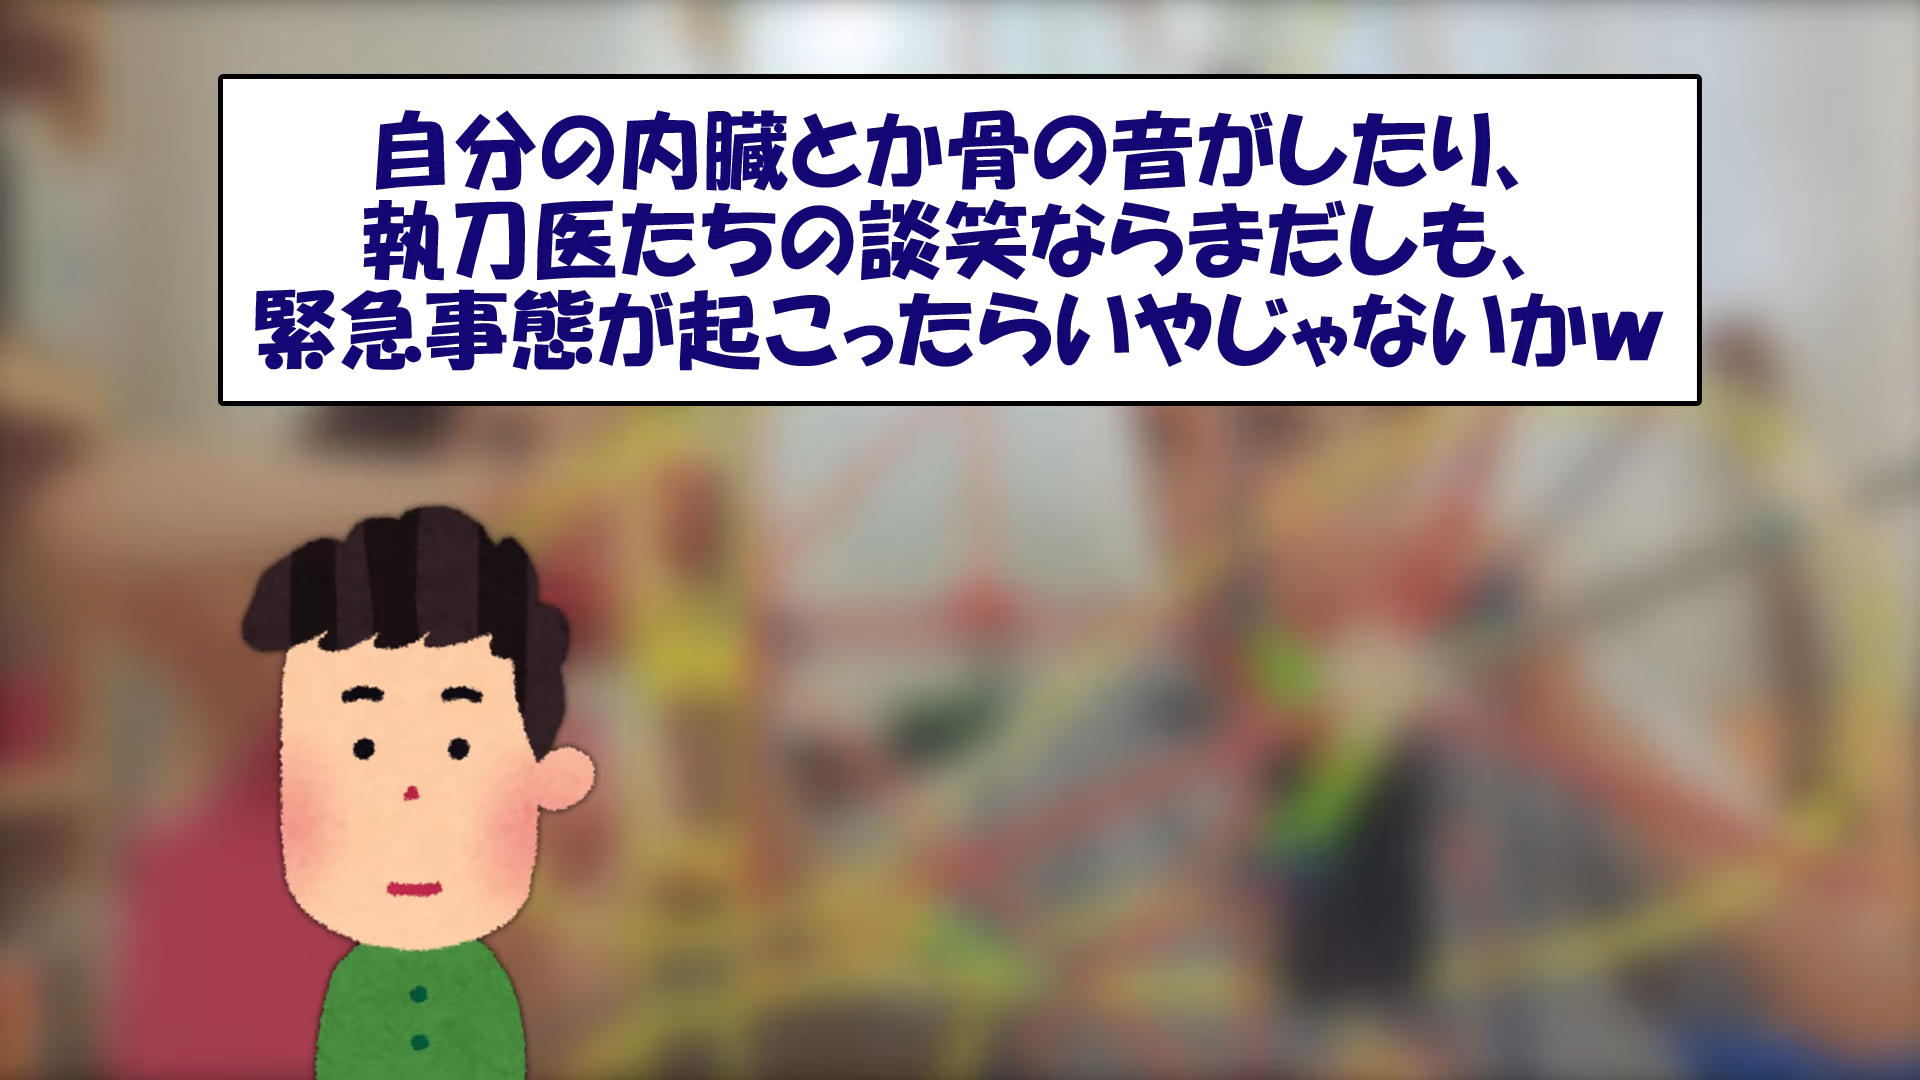 自分の内臓とか骨の音がしたり、
執刀医たちの談笑ならまだしも、
緊急事態が起こったらいやじゃないかw